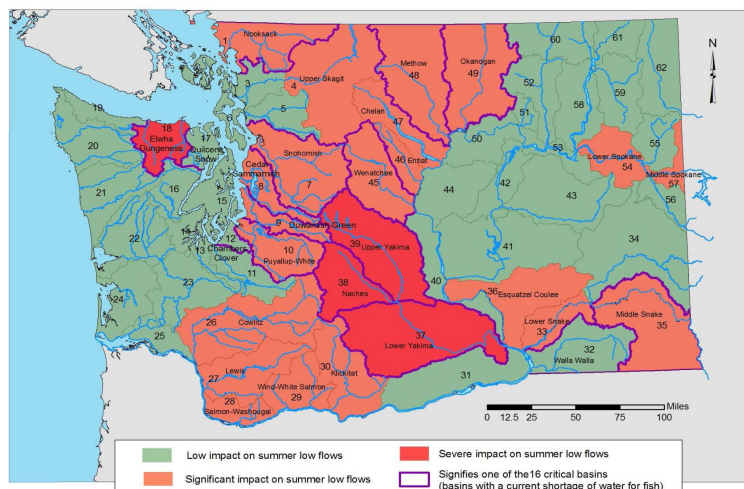 1
Nooksack
4
Upper Skagit
3
5
6
Methow
48
Okanogan
49
Chelan
47
60
61
62
52
51
58
59
50
53
55
N
19
18
Elwha
Dungeness
17
Quilcene
Snow
20
21
16
15
14
13
12
Chambers
Clover
22
23
24
25
11
Cedar
Sammamish
8
Snohomish
7
46
Entiat
Wenatchee
45
9
Duwamish Green
10
Puyallup-White
39
Upper Yakima
38
Naches
37
Lower Yakima
40
44
42
43
41
Lower Spokane
54
Middle Spokane
57
56
34
36
Esquatzel Coulee
Lower Snake
33
Middle Snake
35
32
Walla Walla
31
26
Cowlitz
27
Lewis
30
Klickitat
Wind-White Salmon
29
28
Salmon-Washougal
Miles
0 12.5 25 50 75 100
Low impact on summer low flows
Significant impact on summer low flows
Severe impact on summer low flows
Signifies one of the 16 critical basins
(basins with a current shortage of water for fish)